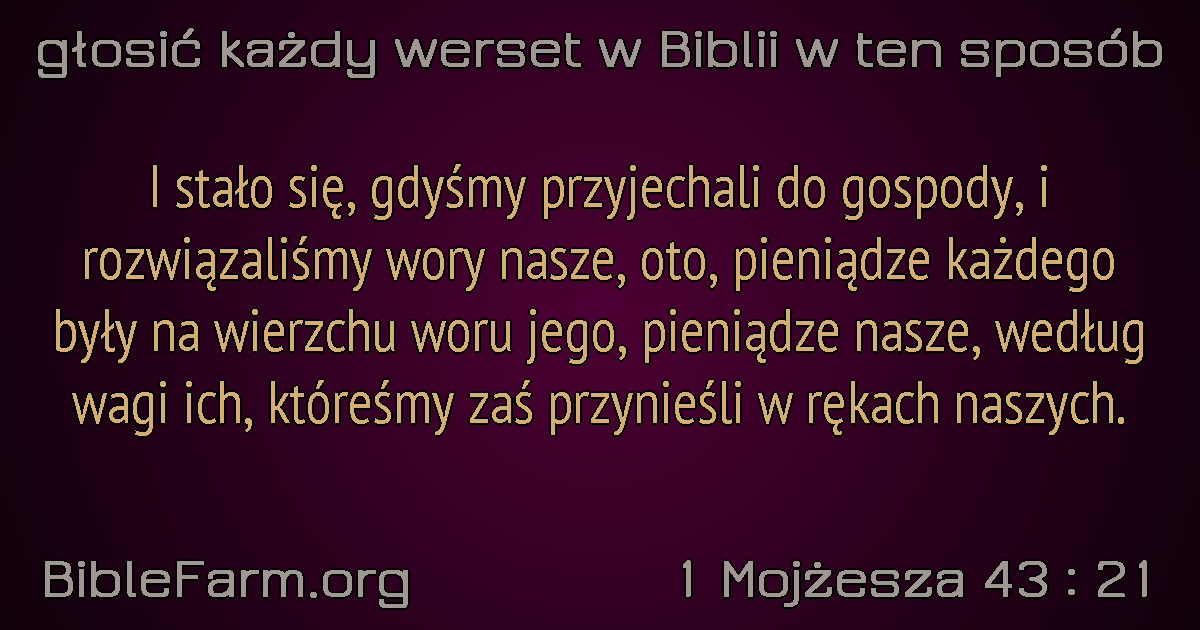 głosić każdy werset w Biblii w ten sposób
I stało się, gdyśmy przyjechali do gospody, i
rozwiązaliśmy wory nasze, oto, pieniądze każdego
były na wierzchu woru jego, pieniądze nasze, według
wagi ich, któreśmy zaś przynieśli w rękach naszych.
BibleFarm.org
1 Mojżesza 43 : 21